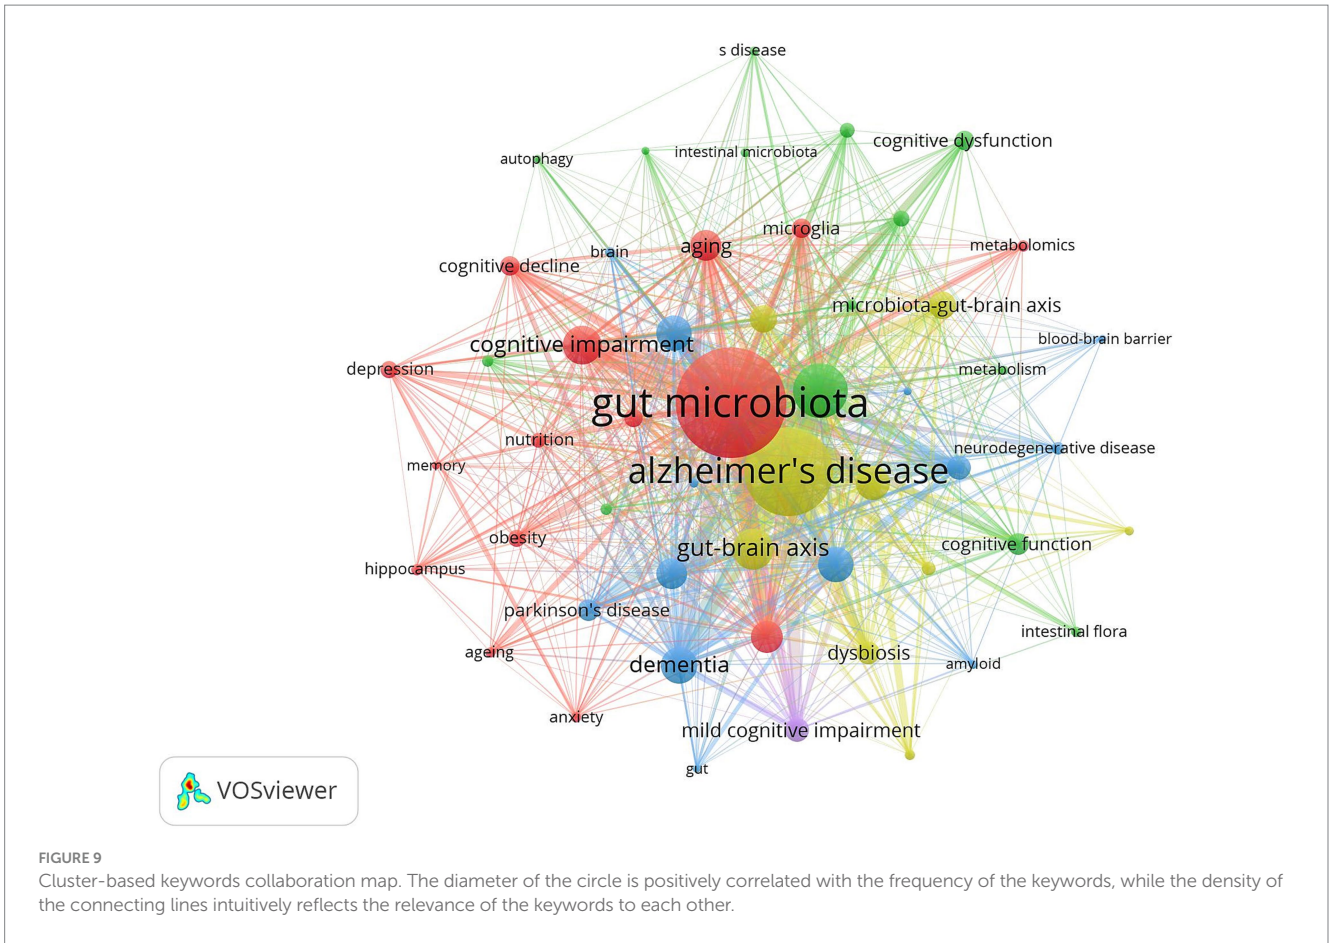 s disease
cognitive dysfunction
autophagy
intestinal microbiota
microglia
aging
metabolomics
brain
cognitive decline
microbiota-gut-brain axis
blood-brain barrier
cognitive impairment
depression
metabolism
gut microbiota
nutrition
neurodegenerative disease
memory
alzheimer's disease
obesity
gut-brain axis
cognitive function
hippocampus
parkinson's disease
intestinal flora
ageing
dysbiosis
dementia
amyloid
anxiety
mild cognitive impairment
gut
VOSviewer
FIGURE 9
Cluster-based keywords collaboration map. The diameter of the circle is positively correlated with the frequency of the keywords, while the density of
the connecting lines intuitively reflects the relevance of the keywords to each other.